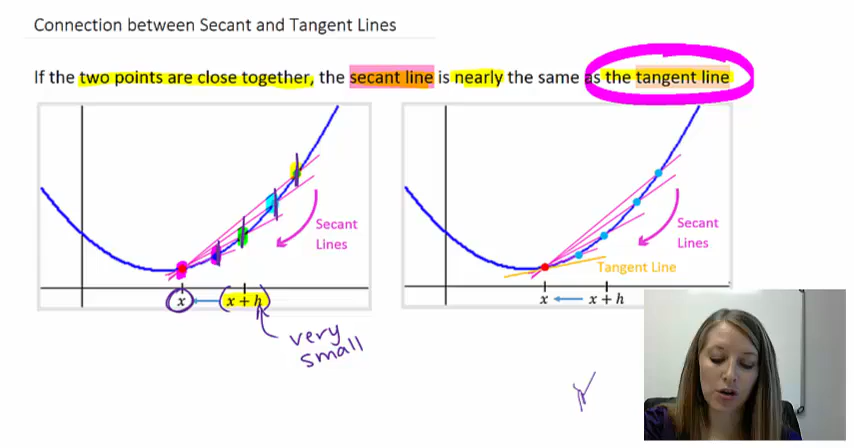 Connection between Secant and Tangent Lines
If the two points are close together, the secant line is nearly the same as the tangent line
Secant
Lines
x
(x + h)
very
small
Secant
Lines
Tangent Line
x
x + h